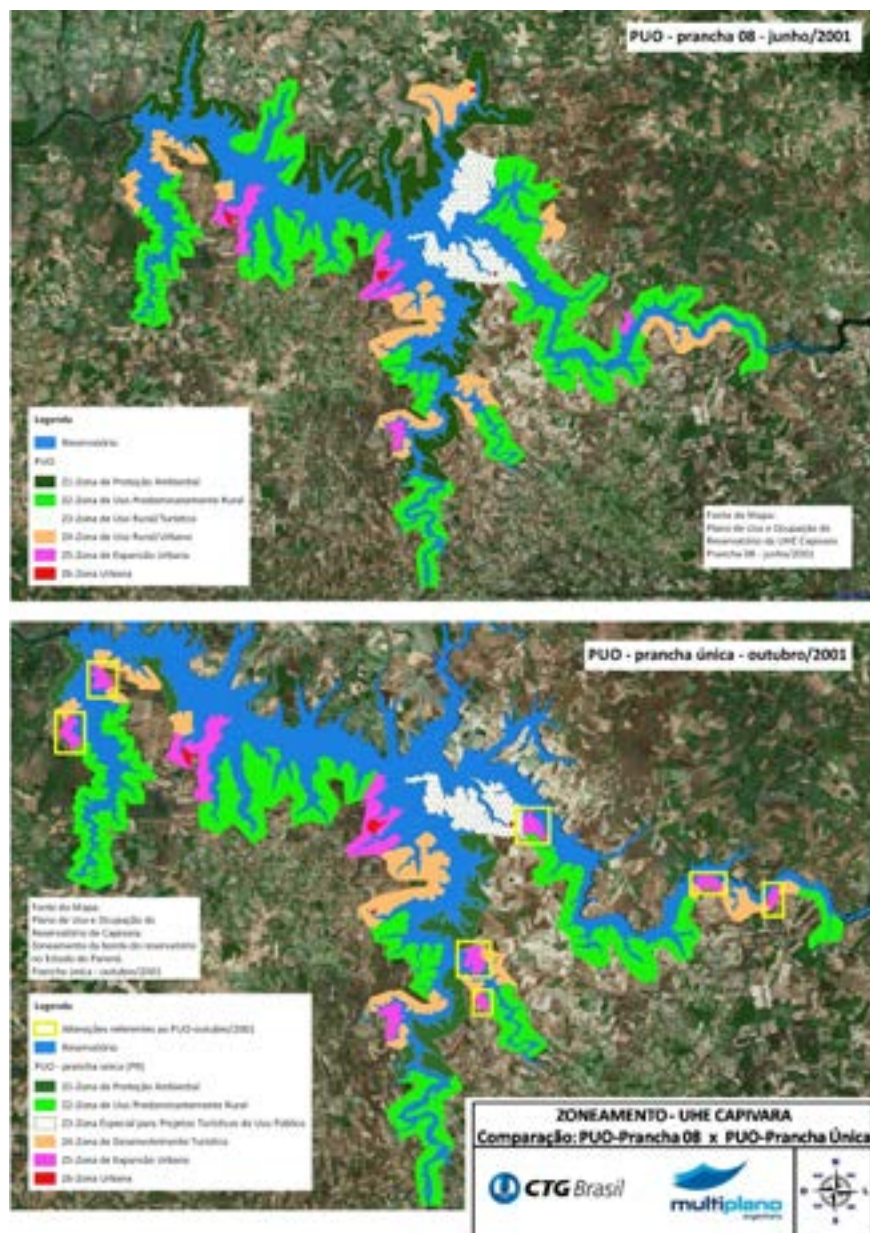 PUO - prancha 08 - junho/2001
Legenda
Reservatório
PUO
Z1-Zona de Proteção Ambiental
Z2-Zona de Uso Predominantemente Rural
Z3-Zona de Uso Rural/Turístico
Z4-Zona de Uso Rural/Urbano
Z5-Zona de Expansão Urbana
Z6-Zona Urbana
Fonte do Mapa:
Plano de Uso e Ocupação do
Reservatório da UHE Capivara
Prancha 08 - junho/2001
PUO - prancha única - outubro/2001
Fonte do Mapa:
Plano de Uso e Ocupação do
Reservatório de Capivara
Zoneamento da borda do reservatório
no Estado do Paraná
Prancha única - outubro/2001
Legenda
Alterações referentes ao PUO-outubro/2001
Reservatório
PUO - prancha única (PR)
Z1-Zona de Proteção Ambiental
Z2-Zona de Uso Predominantemente Rural
Z3-Zona Especial para Projetos Turísticos de Uso Público
Z4-Zona de Desenvolvimento Turístico
Z5-Zona de Expansão Urbana
Z6-Zona Urbana
ZONEAMENTO - UHE CAPIVARA
Comparação: PUO-Prancha 08 x PUO-Prancha Única
CTG Brasil
multiplano
engenharia
N
O
L
S